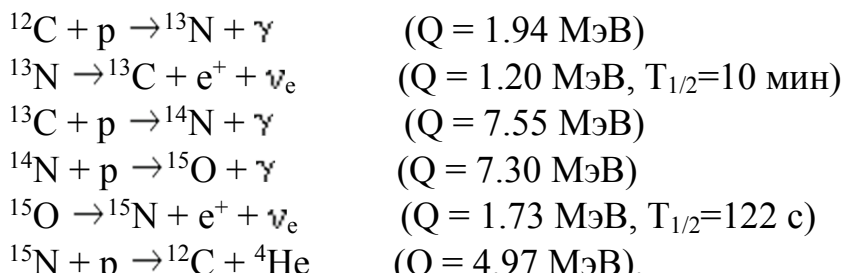 ¹²C + p →¹³N + γ (Q = 1.94 МэВ)
¹³N →¹³C + e⁺ + νₑ (Q = 1.20 МэВ, T₁/₂=10 мин)
¹³C + p →¹⁴N + γ (Q = 7.55 МэВ)
¹⁴N + p →¹⁵O + γ (Q = 7.30 МэВ)
¹⁵O →¹⁵N + e⁺ + νₑ (Q = 1.73 МэВ, T₁/₂=122 с)
¹⁵N + p →¹²C + ⁴He (Q = 4.97 МэВ).